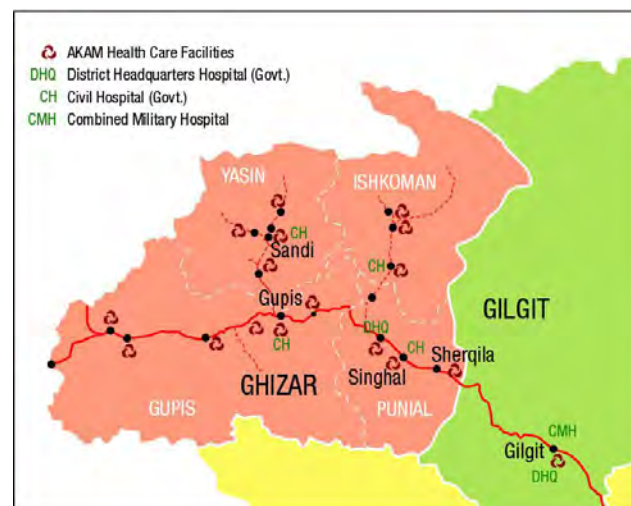 AKAM Health Care Facilities
DHQ District Headquarters Hospital (Govt.)
CH Civil Hospital (Govt.)
CMH Combined Military Hospital
YASIN
ISHKOMAN
CH
Sandi
CH
Gupis
GILGIT
CH
DHQ
CH
Sherqila
Singhal
GHIZAR
GUPIS
PUNIAL
CMH
Gilgit
DHQ